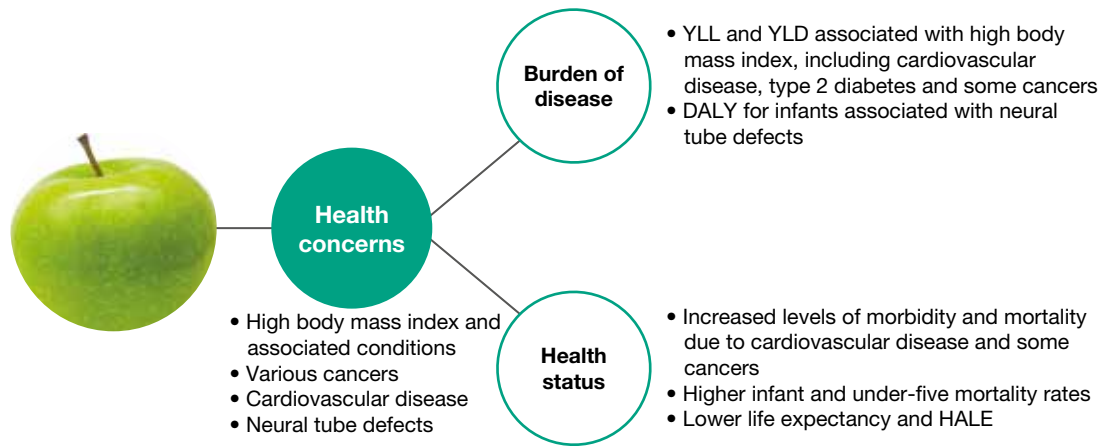 Health
concerns
• High body mass index and
associated conditions
• Various cancers
• Cardiovascular disease
• Neural tube defects
Burden of
disease
• YLL and YLD associated with high body
mass index, including cardiovascular
disease, type 2 diabetes and some cancers
• DALY for infants associated with neural
tube defects
Health
status
• Increased levels of morbidity and mortality
due to cardiovascular disease and some
cancers
• Higher infant and under-five mortality rates
• Lower life expectancy and HALE